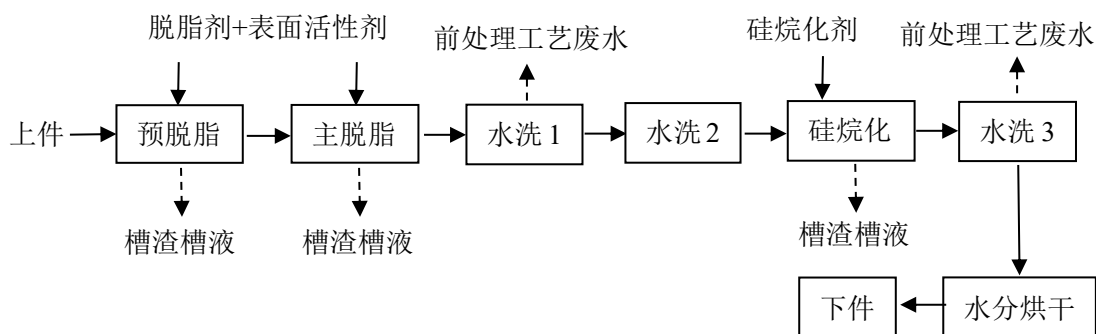 脱脂剂+表面活性剂
前处理工艺废水
硅烷化剂
前处理工艺废水
上件
预脱脂
主脱脂
水洗 1
水洗 2
硅烷化
水洗 3
槽渣槽液
槽渣槽液
槽渣槽液
下件
水分烘干